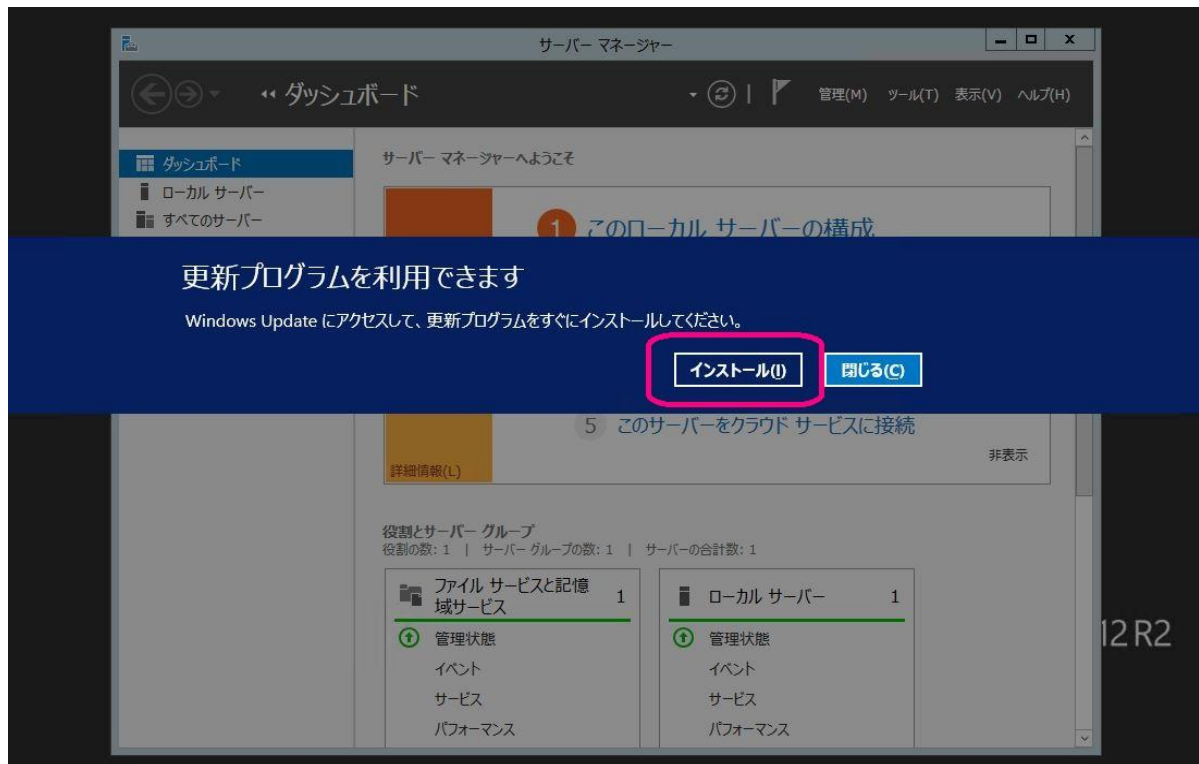 サーバー マネージャー
ダッシュボード
管理(M) ツール(T) 表示(V) ヘルプ(H)
ダッシュボード
ローカル サーバー
すべてのサーバー
サーバー マネージャーへようこそ
1 このローカル サーバーの構成
更新プログラムを利用できます
Windows Update にアクセスして、更新プログラムをすぐにインストールしてください。
インストール(I) 閉じる(C)
5 このサーバーをクラウド サービスに接続
詳細情報(L)
非表示
役割とサーバー グループ
役割の数: 1 | サーバー グループの数: 1 | サーバーの合計数: 1
ファイル サービスと記憶
域サービス
1
管理状態
イベント
サービス
パフォーマンス
ローカル サーバー 1
管理状態
イベント
サービス
パフォーマンス
12 R2